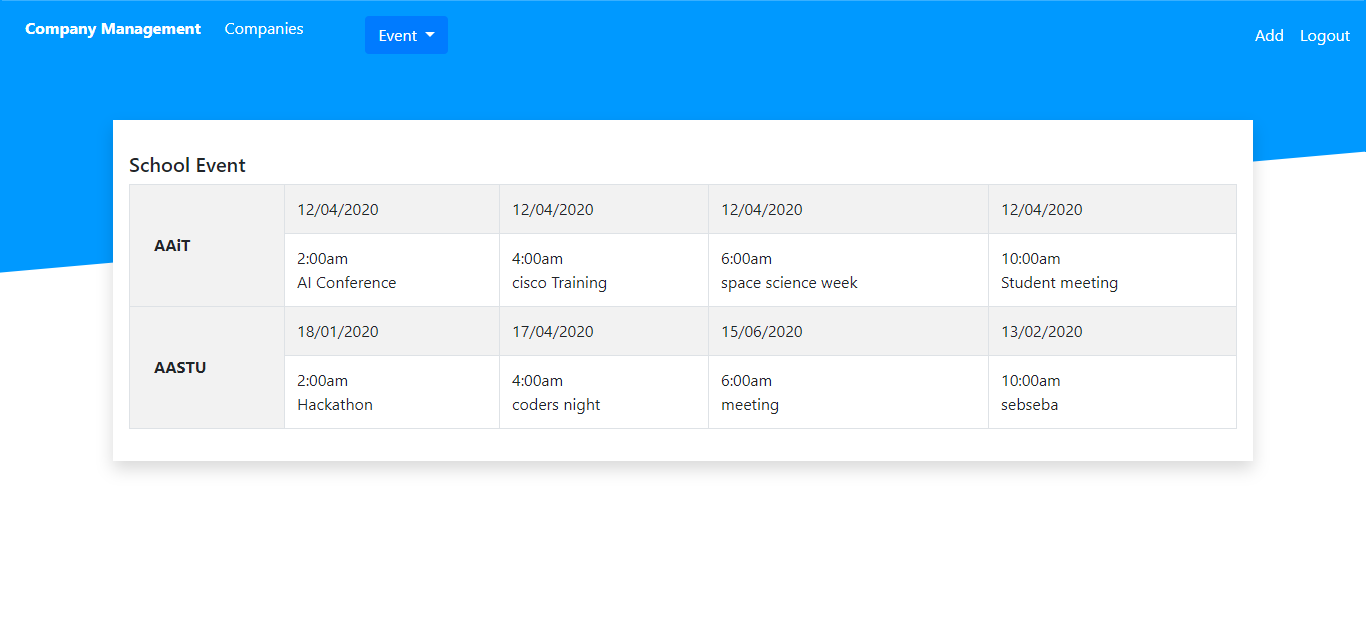 Company Management Companies Event Add Logout
School Event
AAiT
12/04/2020 12/04/2020 12/04/2020 12/04/2020
2:00am 4:00am 6:00am 10:00am
AI Conference cisco Training space science week Student meeting
AASTU
18/01/2020 17/04/2020 15/06/2020 13/02/2020
2:00am 4:00am 6:00am 10:00am
Hackathon coders night meeting sebseba